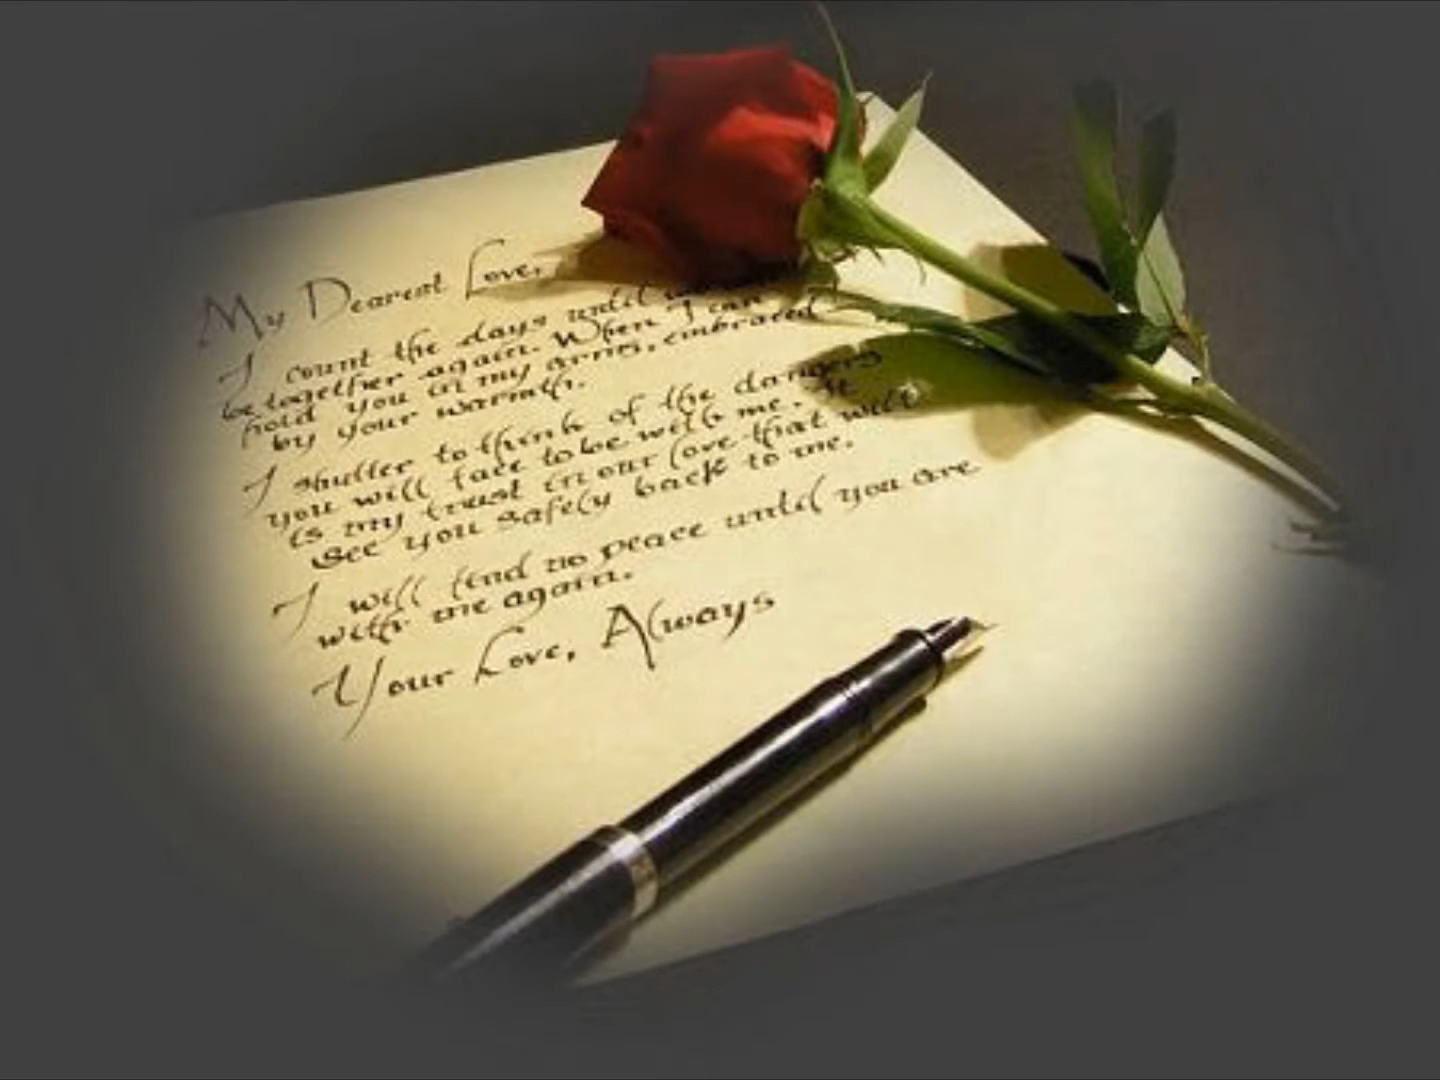 My Dearest Love,
I count the days until
be together again. When I can
hold you in my arms, embraced
by your warmth.
I shutter to think of the dangers
you will face to be with me. It
is my trust in our love that will
see you safely back to me.
I will find no peace until you are
with me again.
Your Love, Always